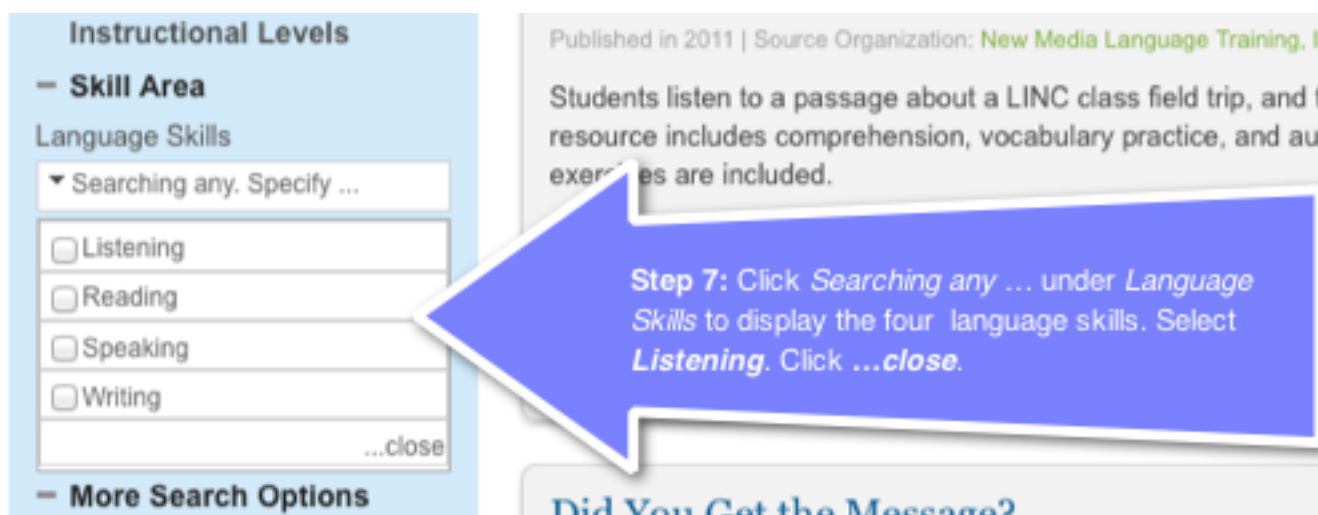 Instructional Levels
– Skill Area
Language Skills
Searching any. Specify ...
Listening
Reading
Speaking
Writing
...close
– More Search Options
Published in 2011 | Source Organization: New Media Language Training,
Students listen to a passage about a LINC class field trip, and
resource includes comprehension, vocabulary practice, and
are included.
Step 7: Click Searching any … under Language
Skills to display the four language skills. Select
Listening. Click …close.
Did You Get the Message?